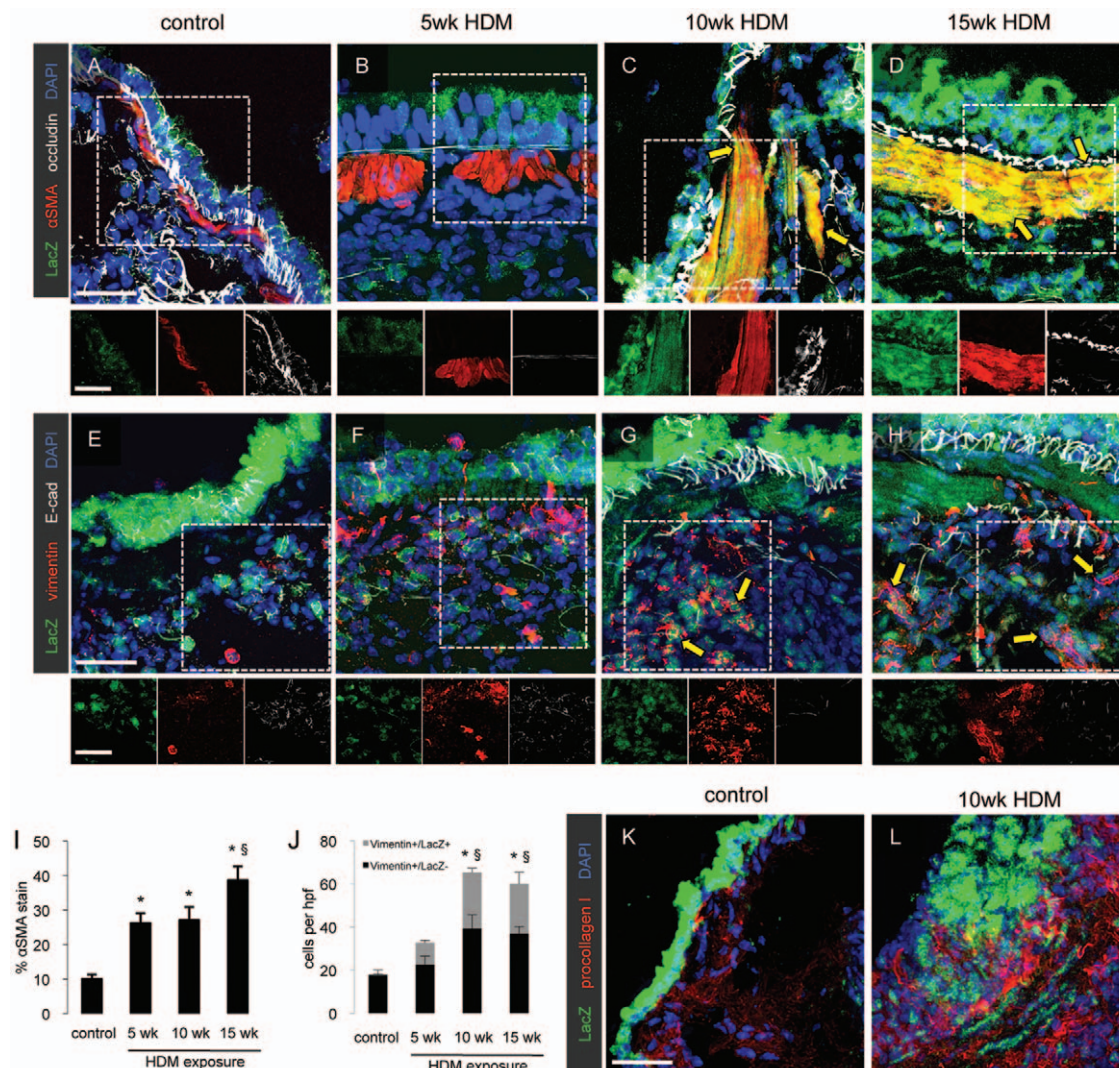 control 5wk HDM 10wk HDM 15wk HDM
LacZ αSMA occludin DAPI
A B C D
LacZ vimentin E-cad DAPI
E F G H
control 10wk HDM
I
% αSMA stain
50
40
30
20
10
0
* * * §
control 5 wk 10 wk 15 wk
HDM exposure
J
cells per hpf
80
60
40
20
0
Vimentin+/LacZ+
Vimentin+/LacZ-
* § * §
control 5 wk 10 wk 15 wk
HDM exposure
LacZ procollagen I DAPI
K L